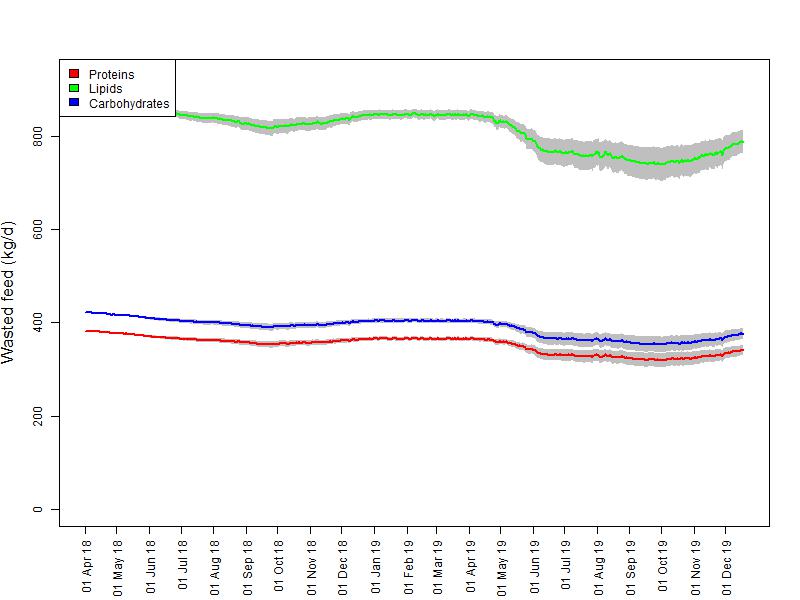 Proteins
Lipids
Carbohydrates
Wasted feed (kg/d)
800
600
400
200
0
01 Apr 18
01 May 18
01 Jun 18
01 Jul 18
01 Aug 18
01 Sep 18
01 Oct 18
01 Nov 18
01 Dec 18
01 Jan 19
01 Feb 19
01 Mar 19
01 Apr 19
01 May 19
01 Jun 19
01 Jul 19
01 Aug 19
01 Sep 19
01 Oct 19
01 Nov 19
01 Dec 19